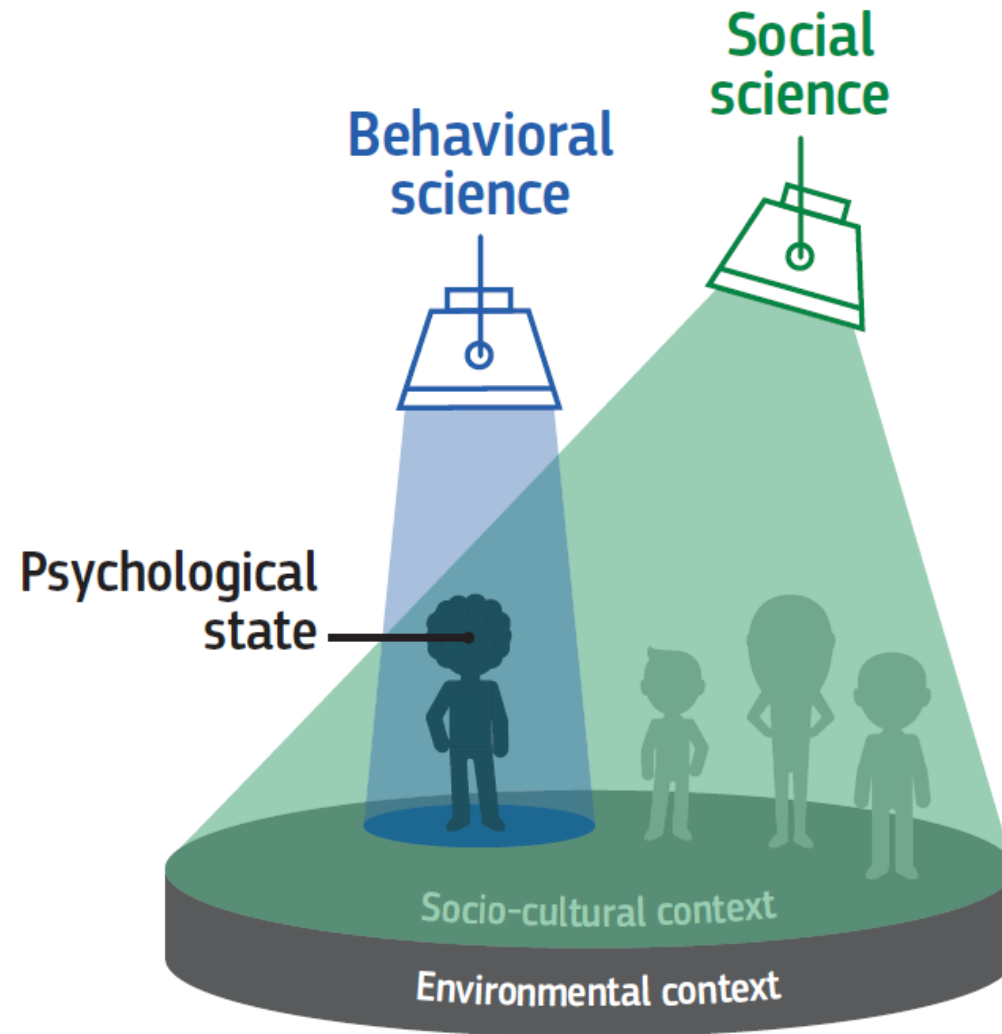 Social
science
Behavioral
science
Psychological
state
Socio-cultural context
Environmental context